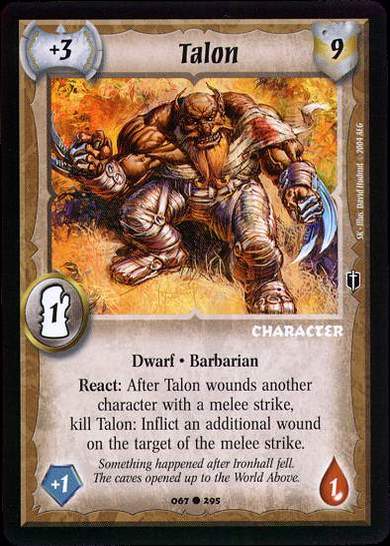 +3
Talon
9
SK • Illus. David Hudnut © 2004 AEG
1
CHARACTER
Dwarf • Barbarian
React: After Talon wounds another
character with a melee strike,
kill Talon: Inflict an additional wound
on the target of the melee strike.
Something happened after Ironhall fell.
The caves opened up to the World Above.
+1
067 ● 295
1